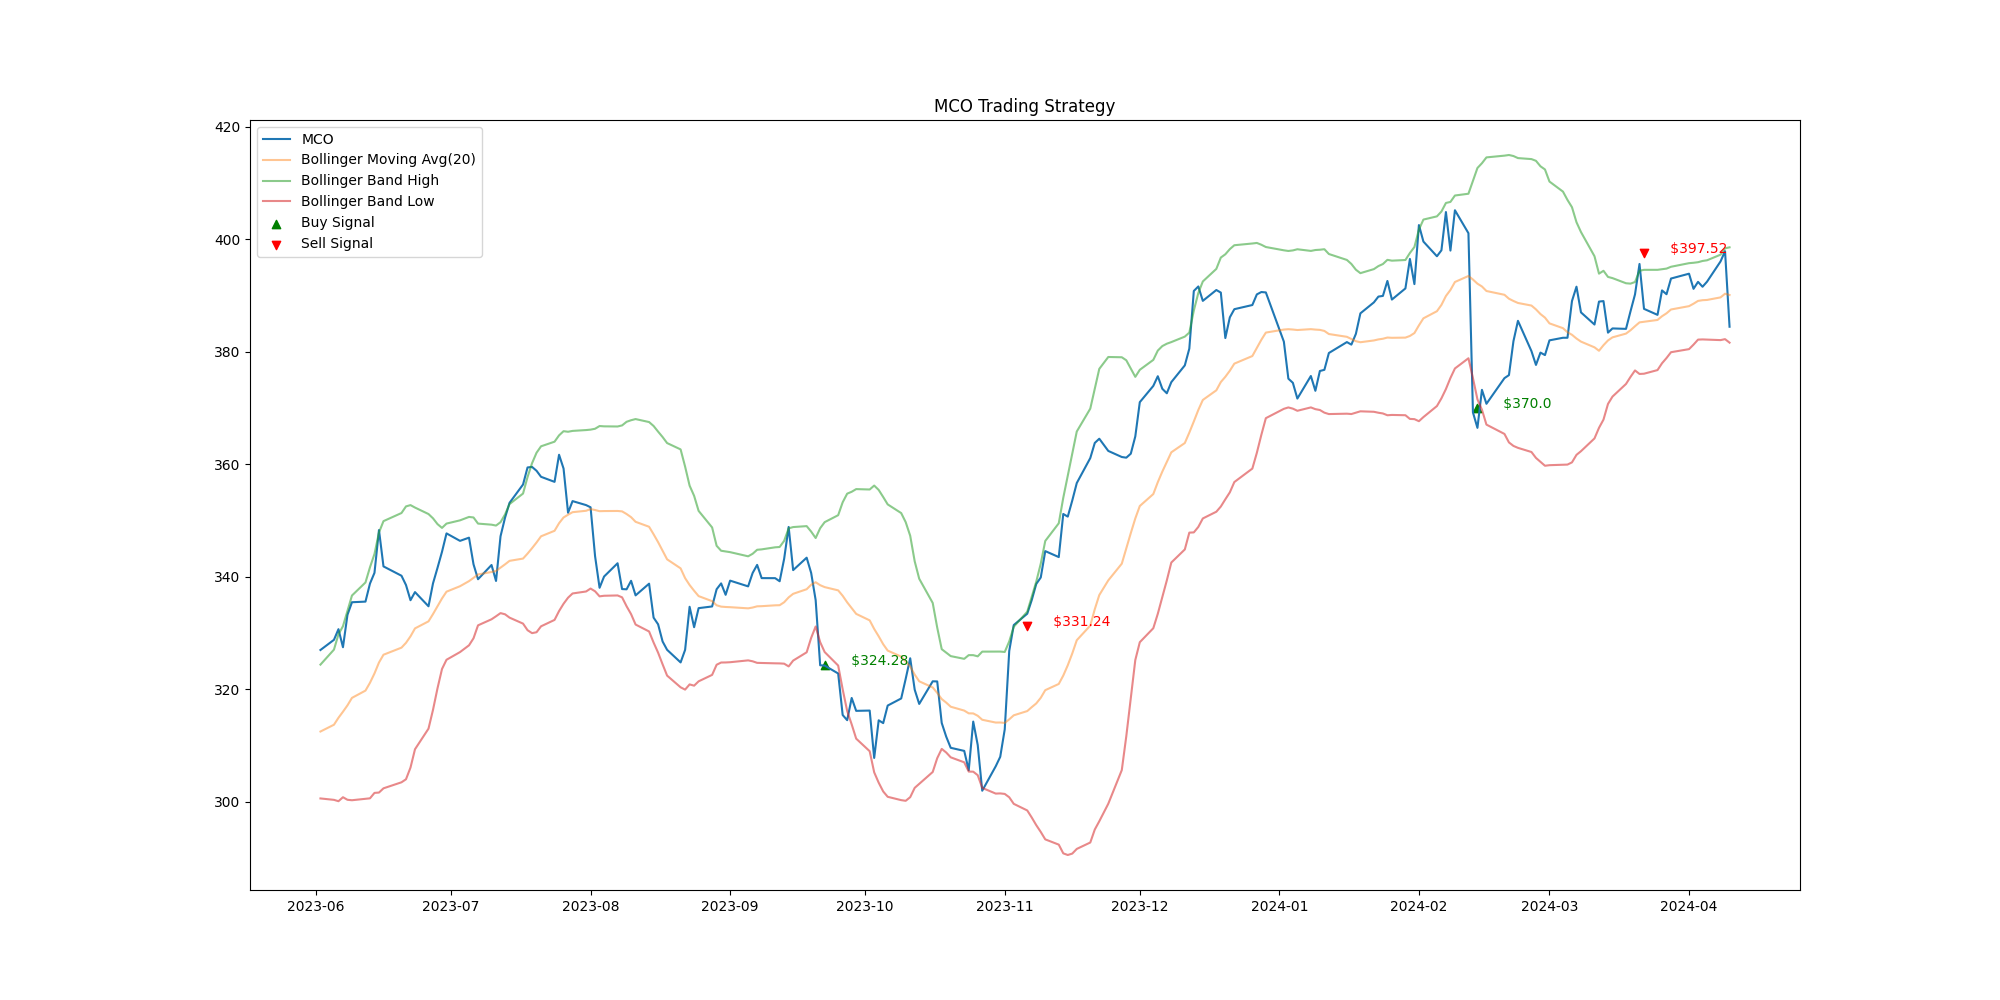 MCO Trading Strategy
420
400
380
360
340
320
300
MCO
Bollinger Moving Avg(20)
Bollinger Band High
Bollinger Band Low
Buy Signal
Sell Signal
$397.52
$370.0
$331.24
$324.28
2023-06 2023-07 2023-08 2023-09 2023-10 2023-11 2023-12 2024-01 2024-02 2024-03 2024-04